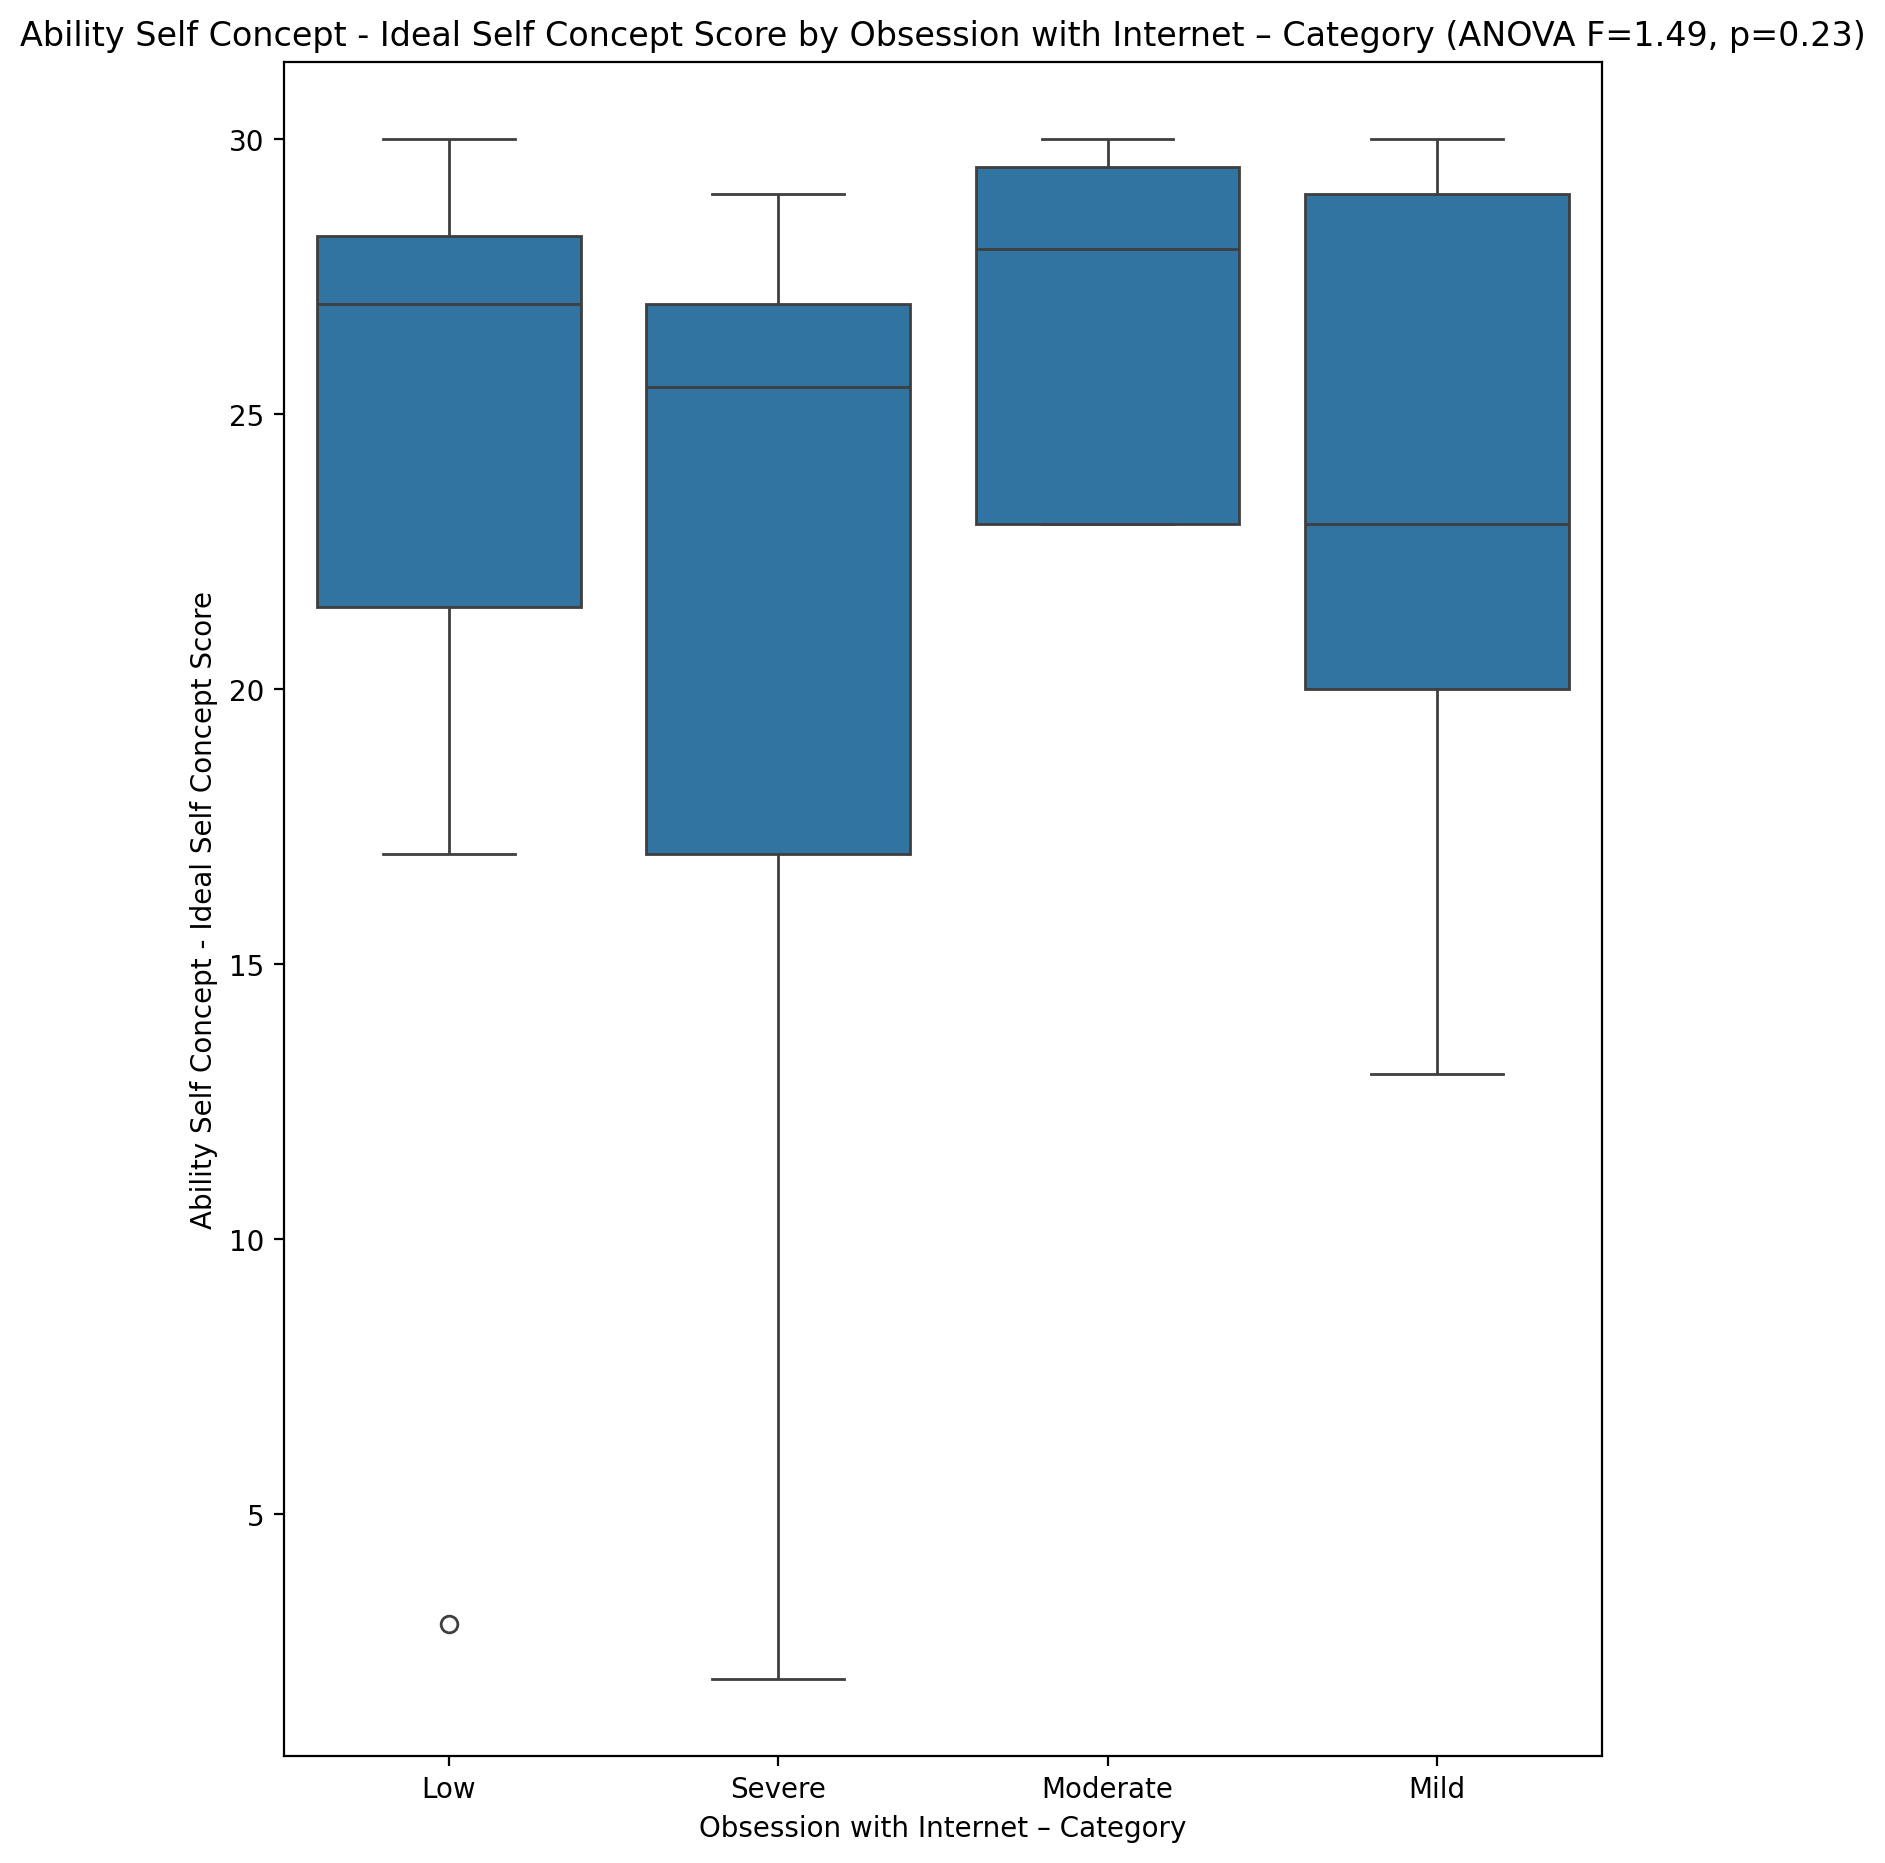 Ability Self Concept - Ideal Self Concept Score by Obsession with Internet – Category (ANOVA F=1.49, p=0.23)
Ability Self Concept - Ideal Self Concept Score
30
25
20
15
10
5
Low
Severe
Moderate
Mild
Obsession with Internet – Category